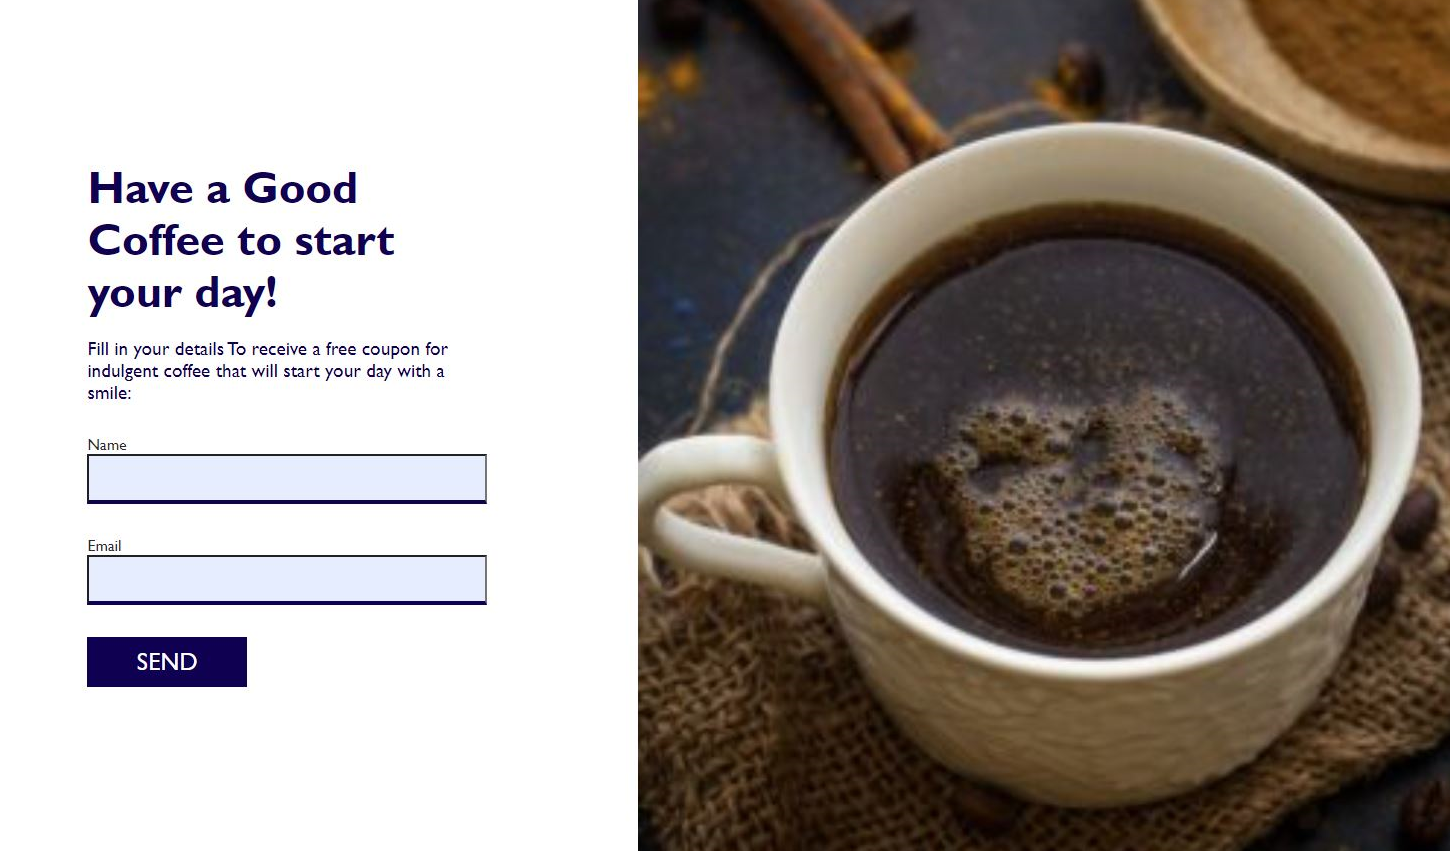 Have a Good
Coffee to start
your day!
Fill in your details To receive a free coupon for
indulgent coffee that will start your day with a
smile:
Name
Email
SEND